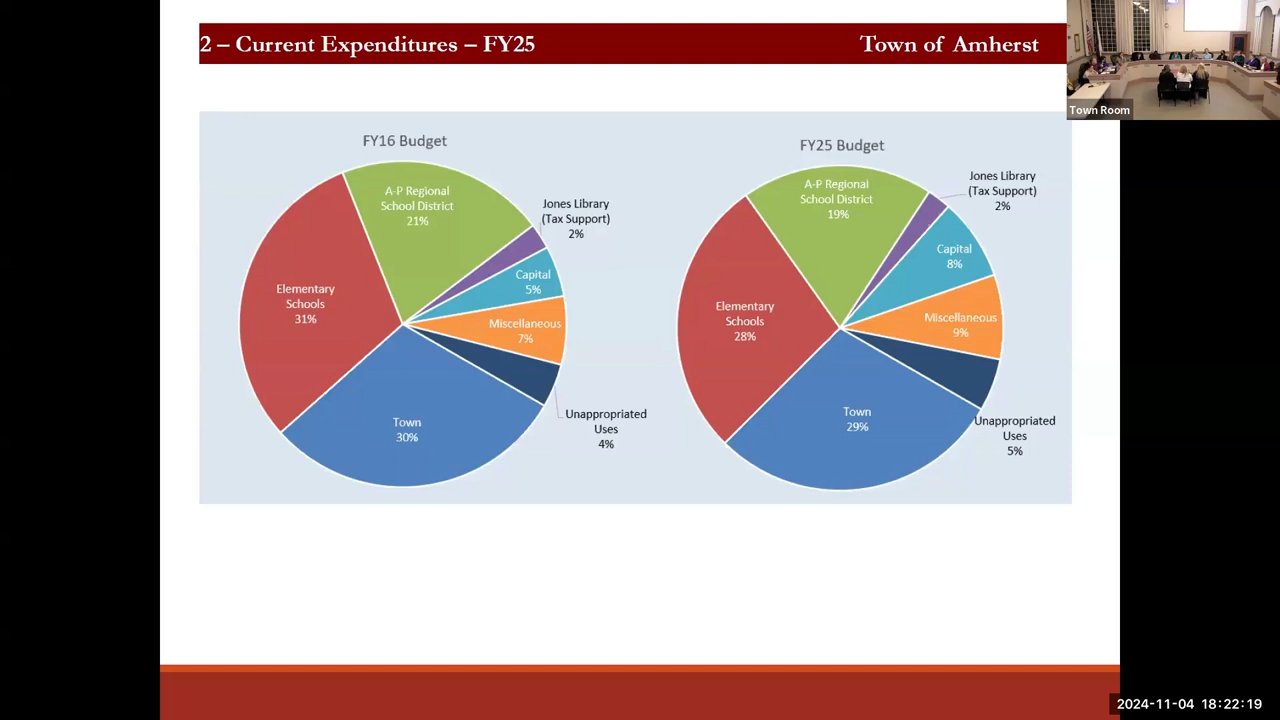 2 – Current Expenditures – FY25
Town of Amherst
Town Room
FY16 Budget
A-P Regional
School District
21%
Jones Library
(Tax Support)
2%
Capital
5%
Miscellaneous
7%
Unappropriated
Uses
4%
Town
30%
Elementary
Schools
31%
FY25 Budget
A-P Regional
School District
19%
Jones Library
(Tax Support)
2%
Capital
8%
Miscellaneous
9%
Unappropriated
Uses
5%
Town
29%
Elementary
Schools
28%
2024-11-04 18:22:19